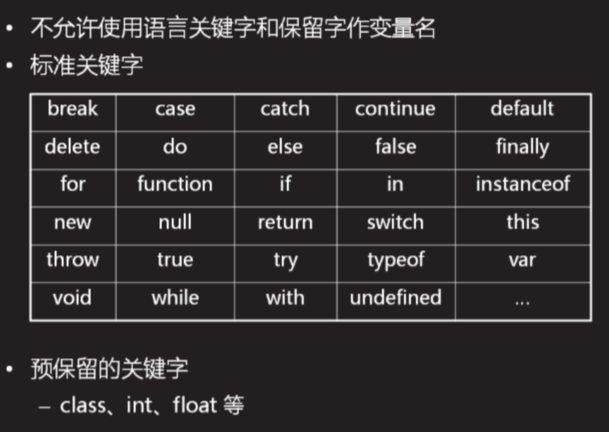 • 不允许使用语言关键字和保留字作变量名
• 标准关键字
break case catch continue default
delete do else false finally
for function if in instanceof
new null return switch this
throw true try typeof var
void while with undefined ...
• 预保留的关键字
– class、int、float 等